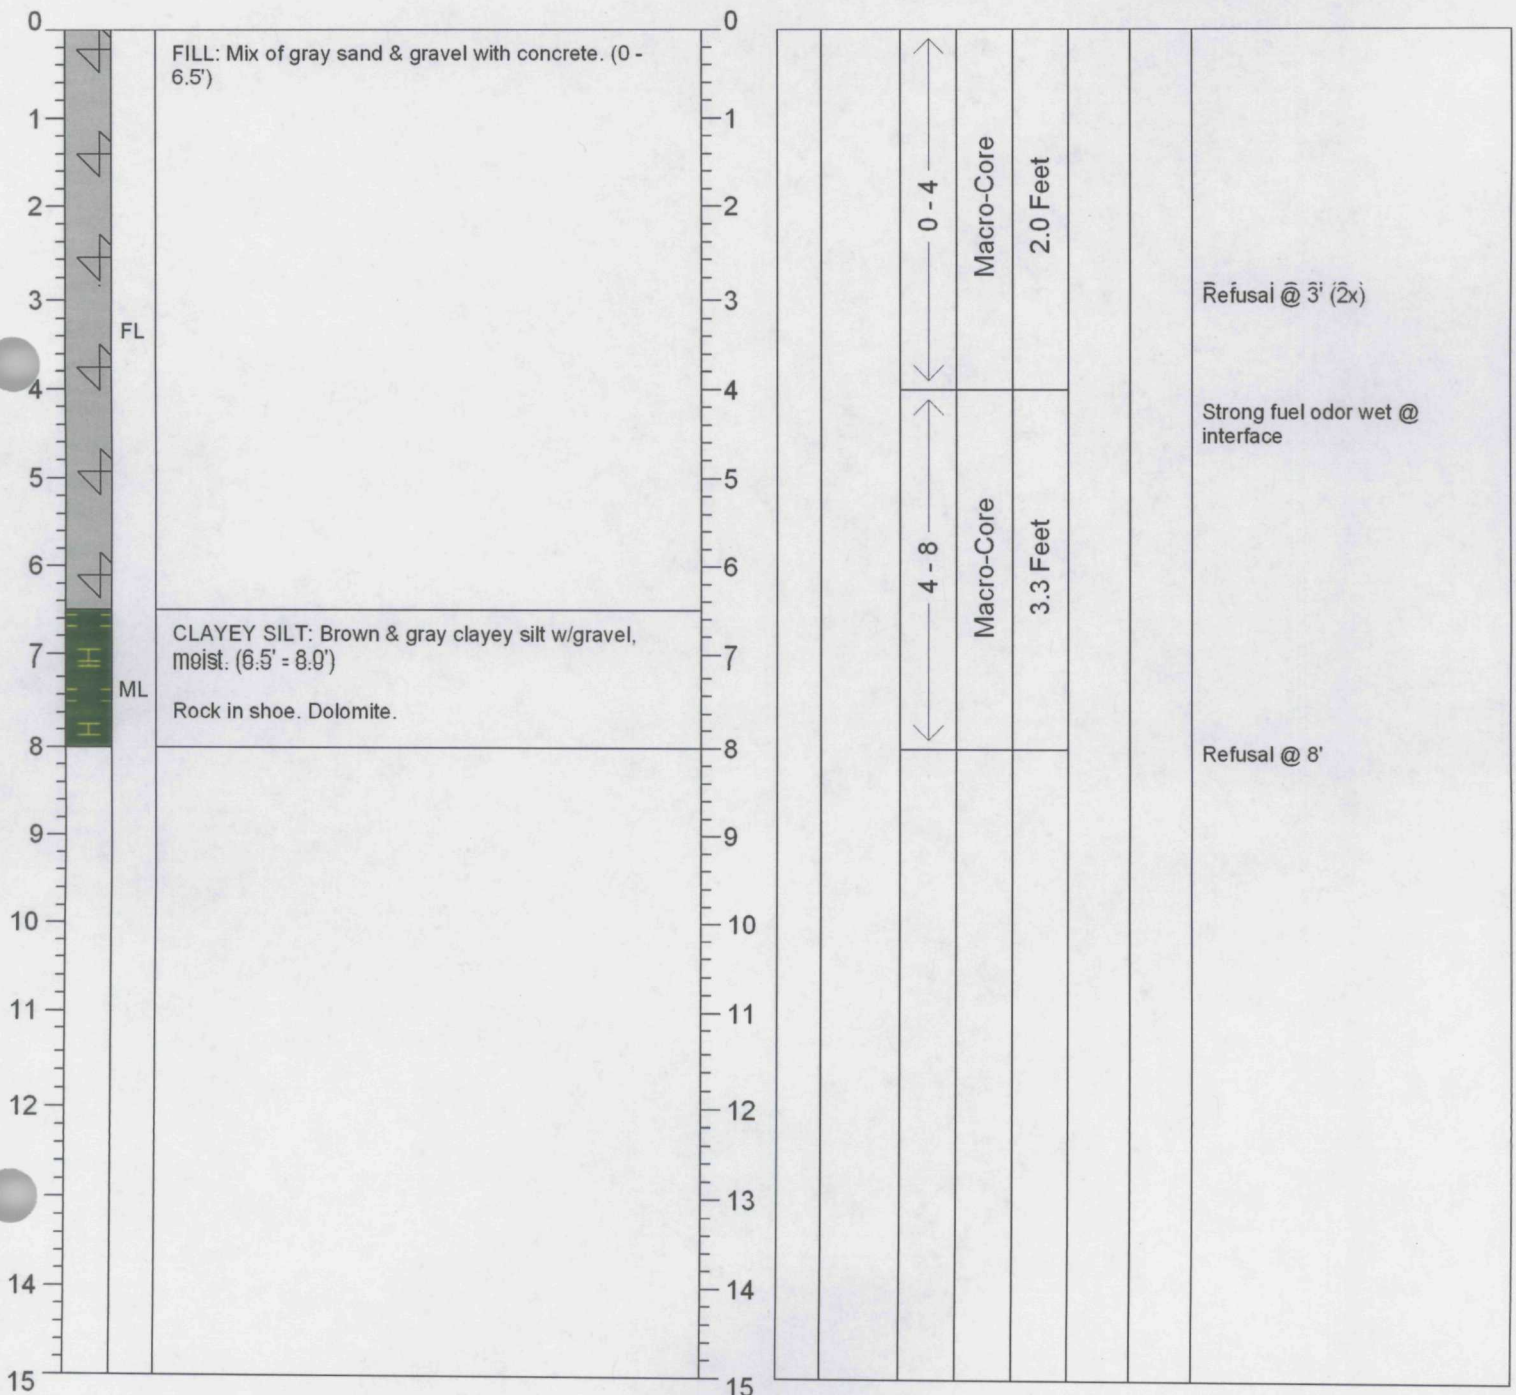 0
1
2
3
4
5
6
7
8
9
10
11
12
14
15
FL
ML
FILL: Mix of gray sand & gravel with concrete. (0 -
6.5')
CLAYEY SILT: Brown & gray clayey silt w/gravel,
moist. (6.5' - 8.0')
Rock in shoe. Dolomite.
0
1
2
3
4
5
6
7
8
9
10
11
12
13
14
15
0 - 4
Macro-Core
2.0 Feet
4 - 8
Macro-Core
3.3 Feet
Refusal @ 3' (2x)
Strong fuel odor wet @
interface
Refusal @ 8'